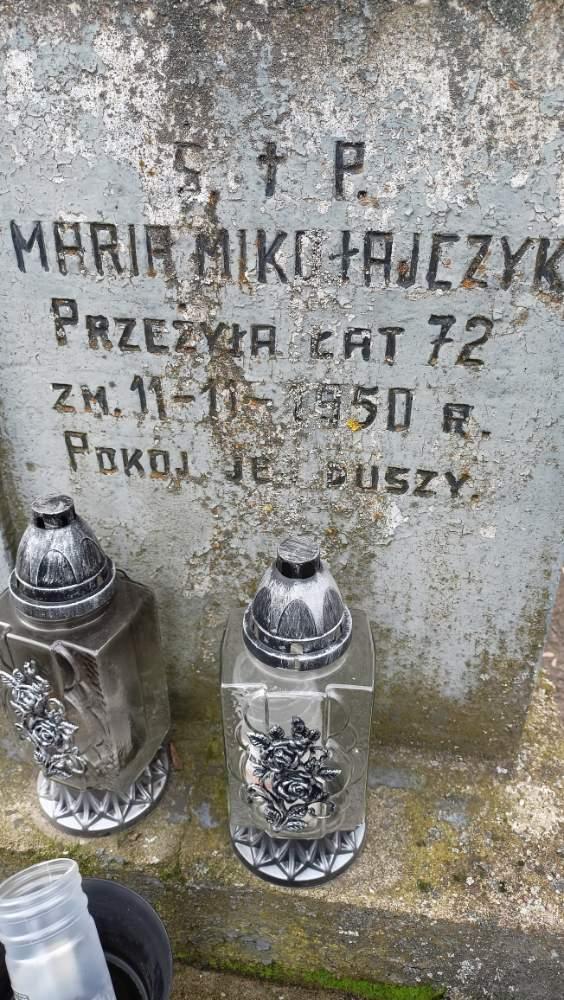 Ś. † P.
MARIA MIKOŁAJCZYK
PRZEŻYŁA LAT 72
ZM. 11-11-1950 R.
POKÓJ JEJ DUSZY.